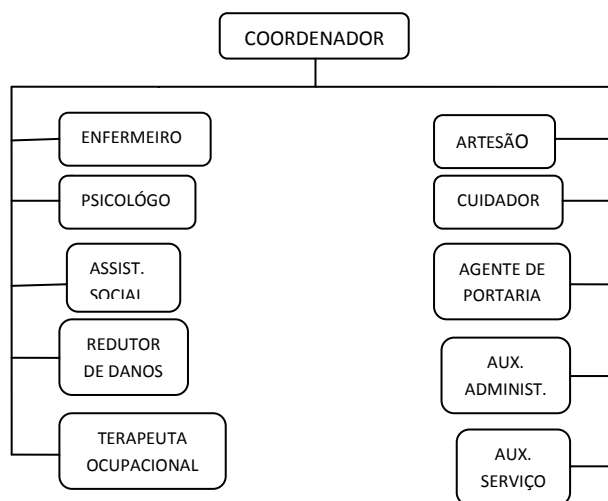 COORDENADOR
ENFERMEIRO
PSICOLÓGO
ASSIST.
SOCIAL
REDUTOR
DE DANOS
TERAPEUTA
OCUPACIONAL
ARTESÃO
CUIDADOR
AGENTE DE
PORTARIA
AUX.
ADMINIST.
AUX.
SERVIÇO